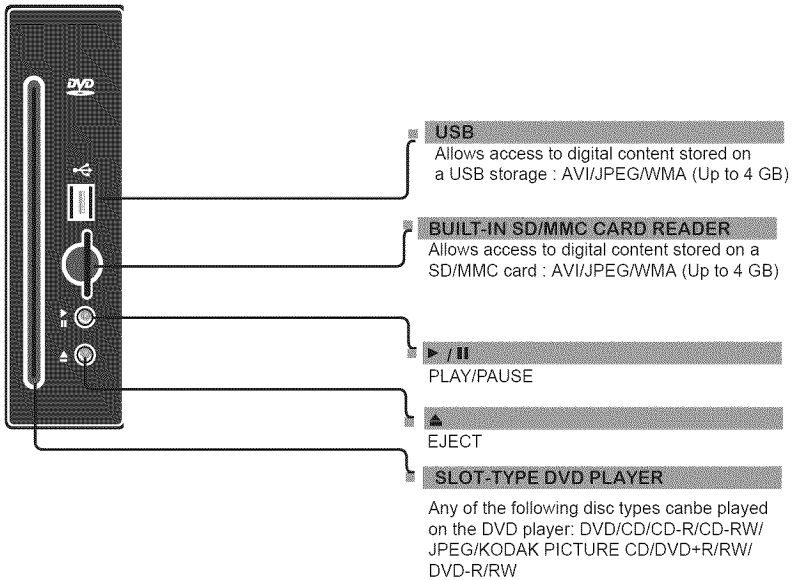 DVD
USB
Allows access to digital content stored on
a USB storage : AVI/JPEG/WMA (Up to 4 GB)
BUILT-IN SD/MMC CARD READER
Allows access to digital content stored on a
SD/MMC card : AVI/JPEG/WMA (Up to 4 GB)
▶ / II
PLAY/PAUSE
EJECT
SLOT-TYPE DVD PLAYER
Any of the following disc types canbe played
on the DVD player: DVD/CD/CD-R/CD-RW/
JPEG/KODAK PICTURE CD/DVD+R/RW/
DVD-R/RW